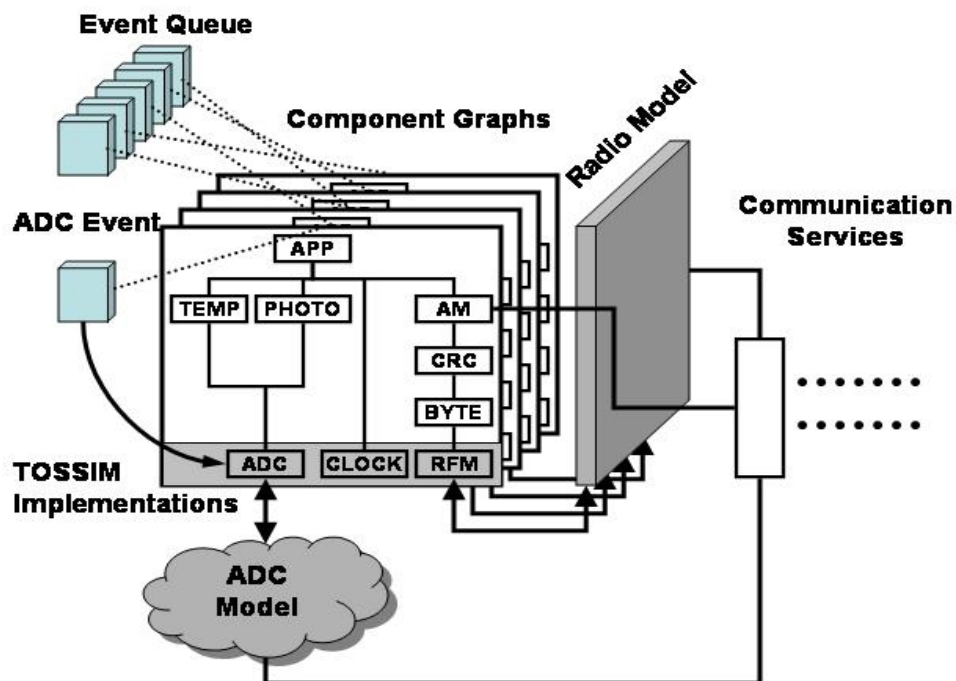 Event Queue
Component Graphs
Radio Model
ADC Event
Communication
Services
APP
TEMP
PHOTO
AM
CRC
BYTE
TOSSIM
Implementations
ADC
CLOCK
RFM
ADC
Model